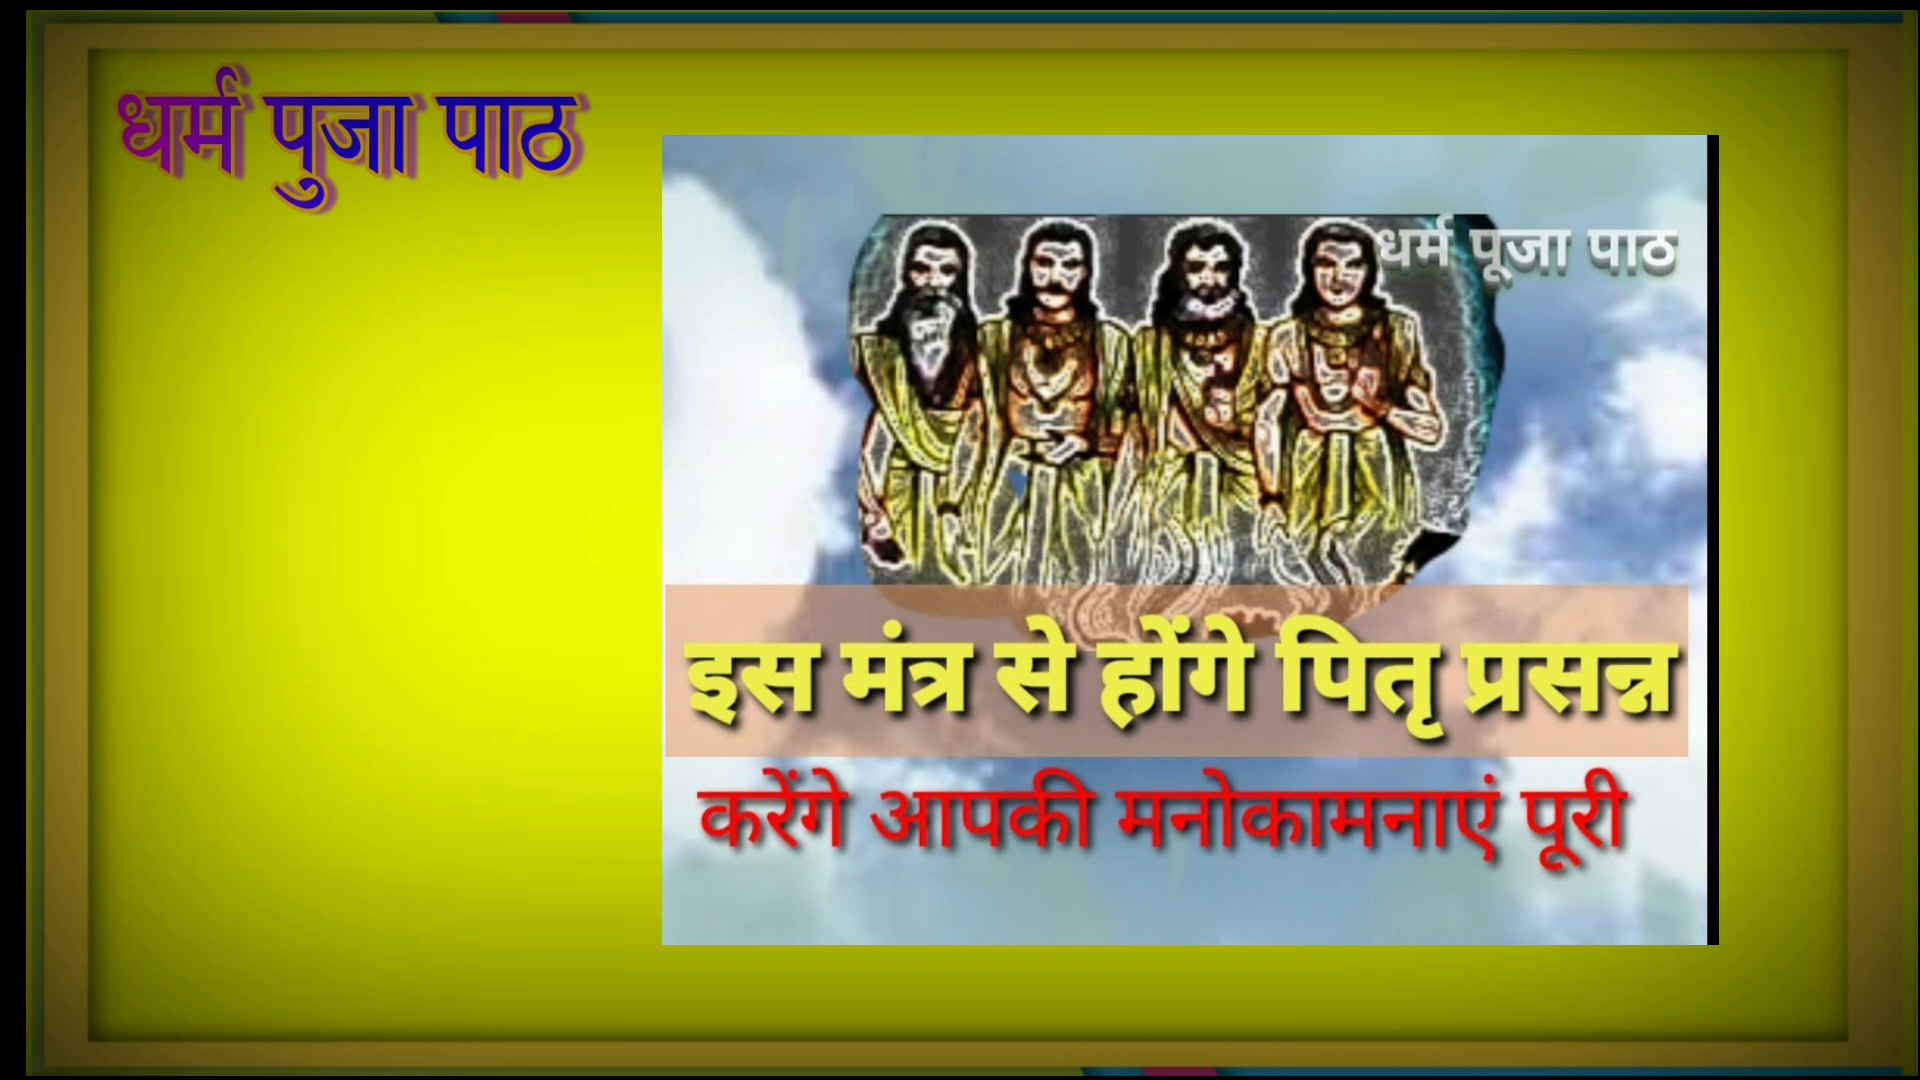 धर्म पुजा पाठ
धर्म पूजा पाठ
इस मंत्र से होंगे पितृ प्रसन्न
करेंगे आपकी मनोकामनाएं पूरी